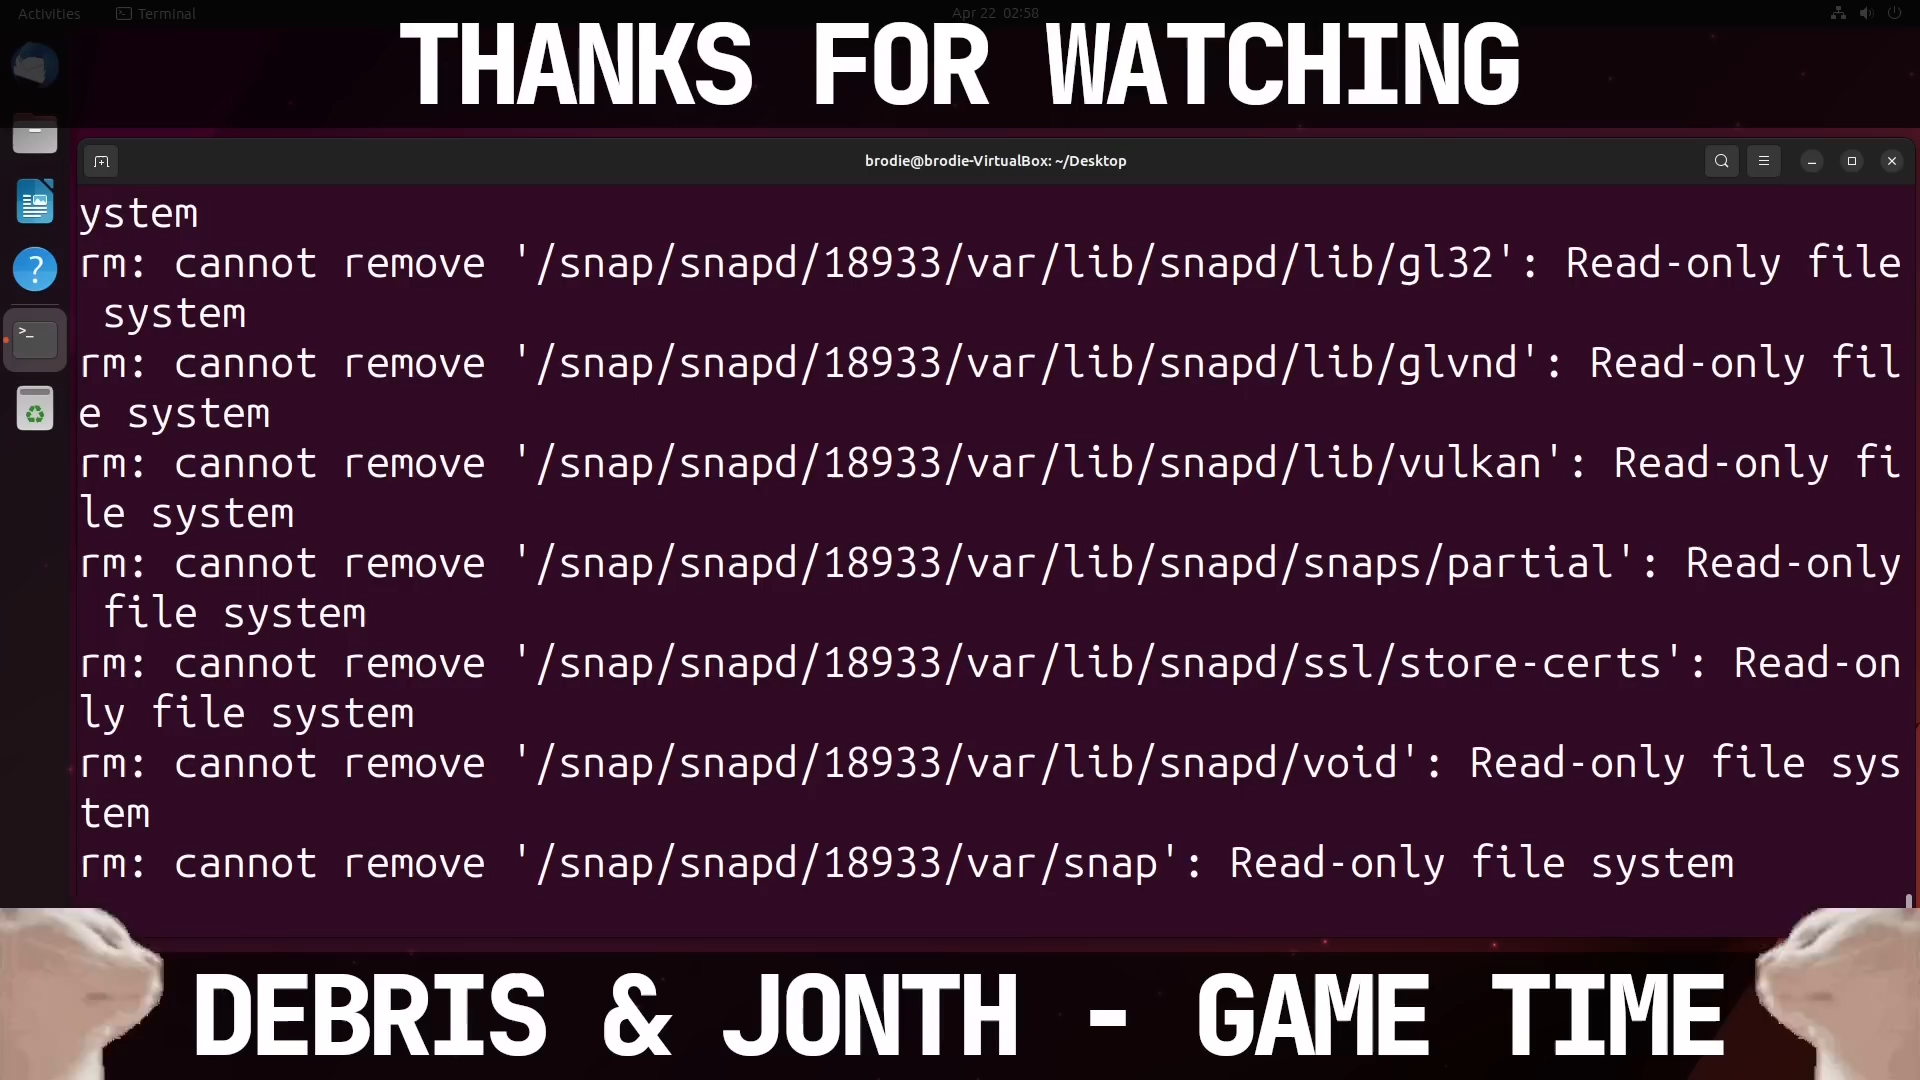 Activities Terminal Apr 22 02:58
THANKS FOR WATCHING
brodie@brodie-VirtualBox: ~/Desktop
ystem
rm: cannot remove '/snap/snapd/18933/var/lib/snapd/lib/gl32': Read-only file
 system
rm: cannot remove '/snap/snapd/18933/var/lib/snapd/lib/glvnd': Read-only fil
e system
rm: cannot remove '/snap/snapd/18933/var/lib/snapd/lib/vulkan': Read-only fi
le system
rm: cannot remove '/snap/snapd/18933/var/lib/snapd/snaps/partial': Read-only
 file system
rm: cannot remove '/snap/snapd/18933/var/lib/snapd/ssl/store-certs': Read-on
ly file system
rm: cannot remove '/snap/snapd/18933/var/lib/snapd/void': Read-only file sys
tem
rm: cannot remove '/snap/snapd/18933/var/snap': Read-only file system
DEBRIS & JONTH - GAME TIME